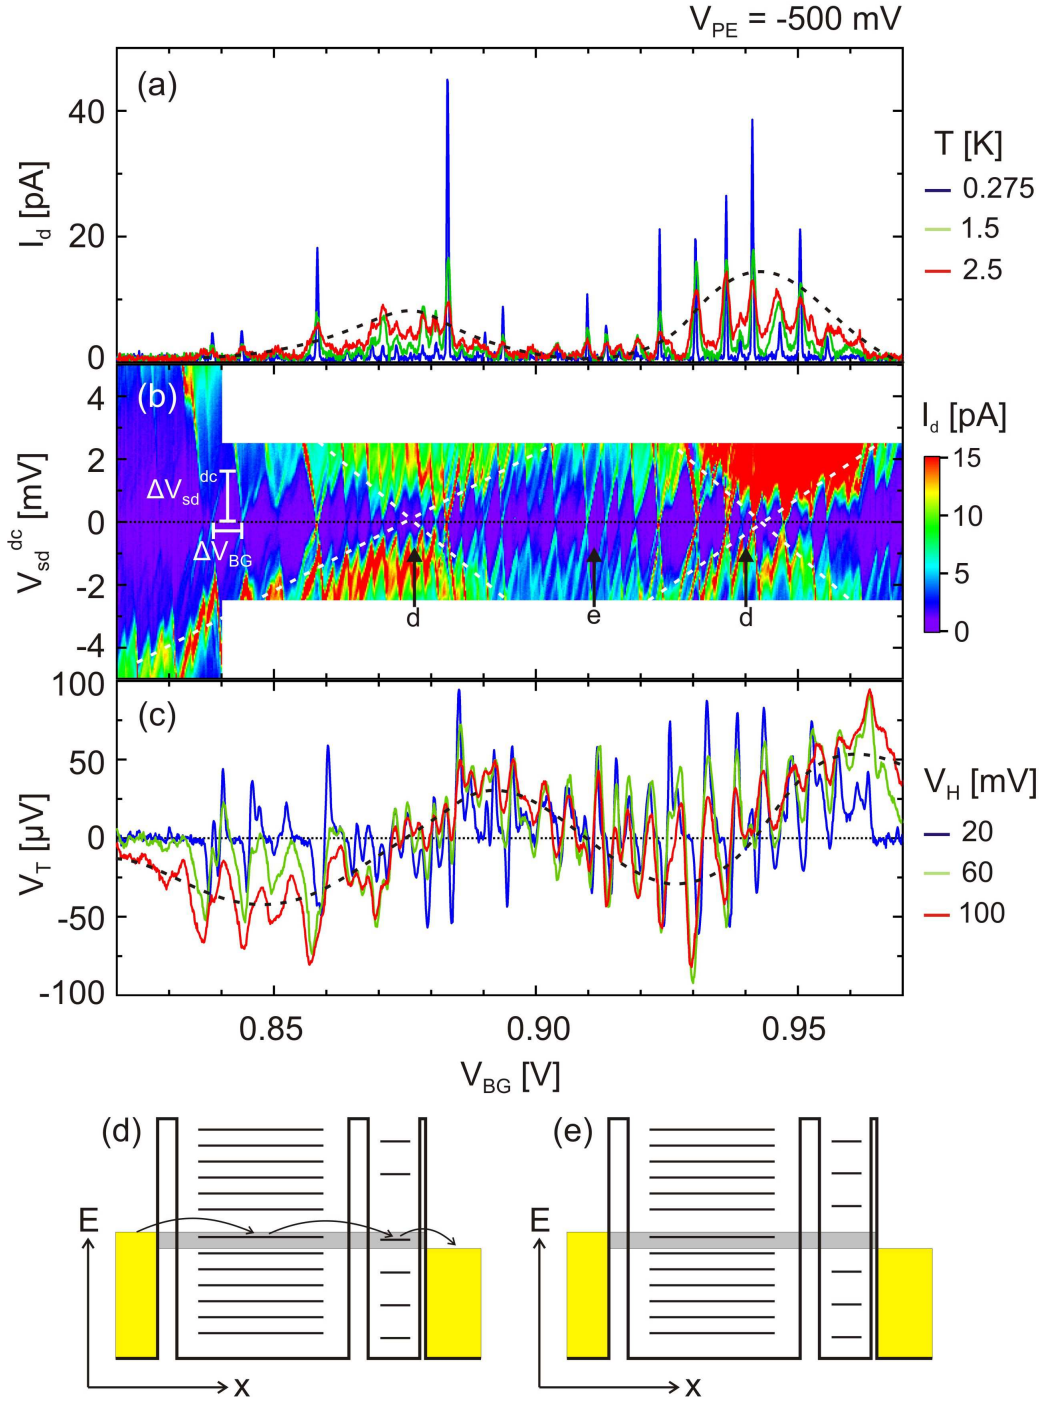 V_PE = -500 mV
(a)
40
20
0
I_d [pA]
T [K]
0.275
1.5
2.5
(b)
4
2
0
-2
-4
V_sd^dc [mV]
ΔV_sd^dc
ΔV_BG
d
e
d
I_d [pA]
15
10
5
0
(c)
100
50
0
-50
-100
V_T [µV]
V_H [mV]
20
60
100
0.85
0.90
0.95
V_BG [V]
(d)
E
x
(e)
E
x